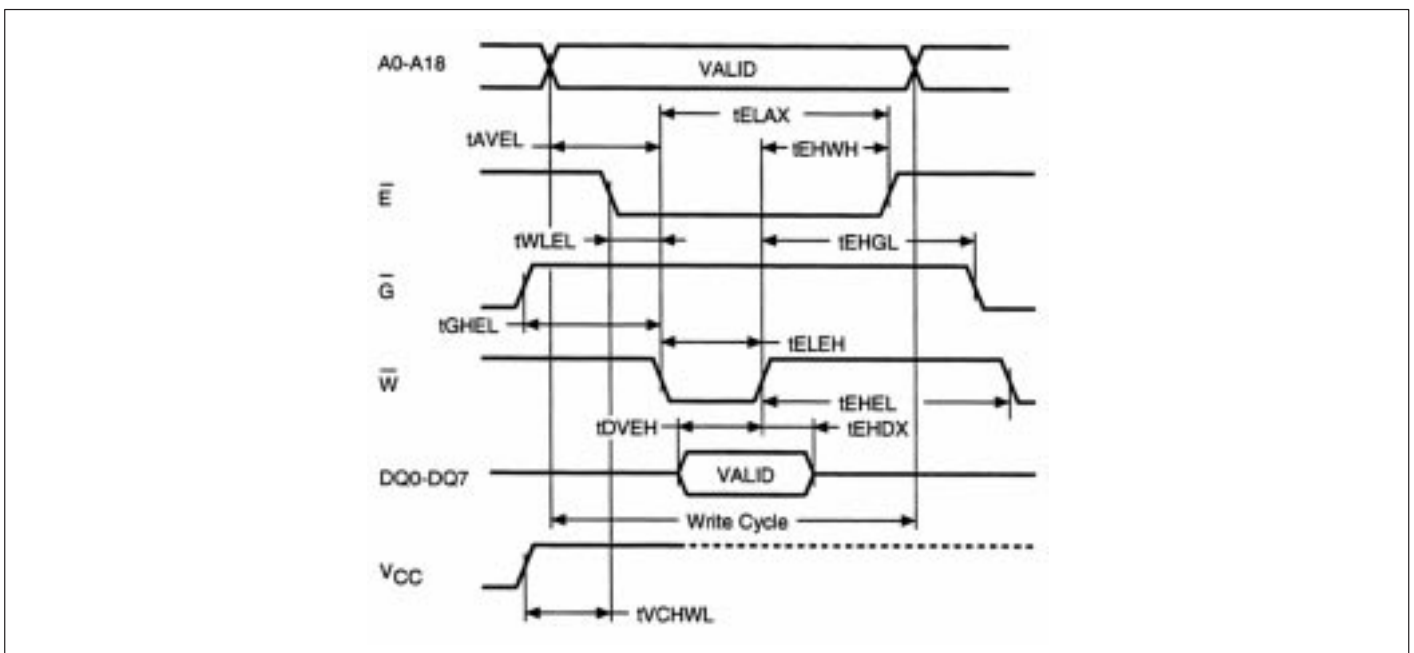 A0-A18
VALID
tELAX
tAVEL
tEHWH
E̅
tWLEL
tEHGL
G̅
tGHEL
tELEH
W̅
tEHEL
tDVEH
tEHDX
DQ0-DQ7
VALID
Write Cycle
VCC
tVCHWL